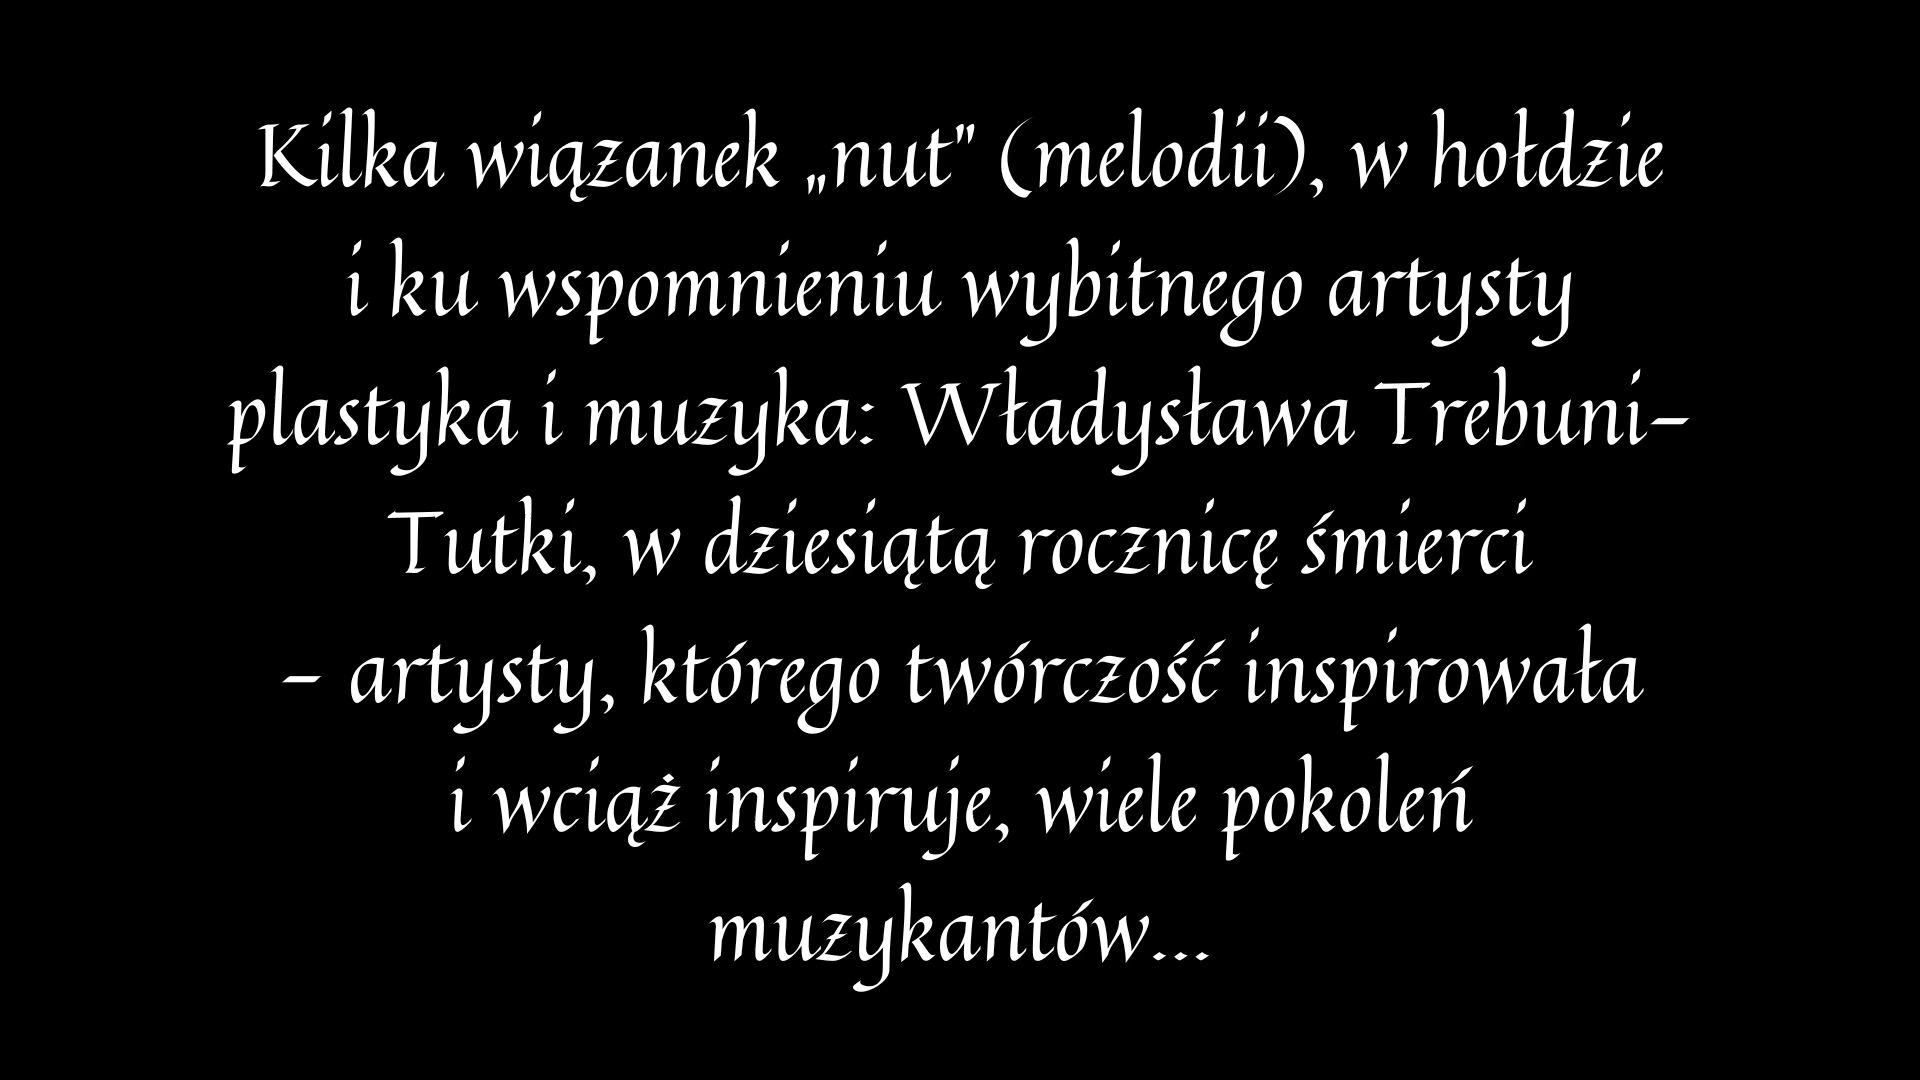 Kilka wiązanek „nut" (melodii), w hołdzie
i ku wspomnieniu wybitnego artysty
plastyka i muzyka: Władysława Trebuni-
Tutki, w dziesiątą rocznicę śmierci
- artysty, którego twórczość inspirowała
i wciąż inspiruje, wiele pokoleń
muzykantów...